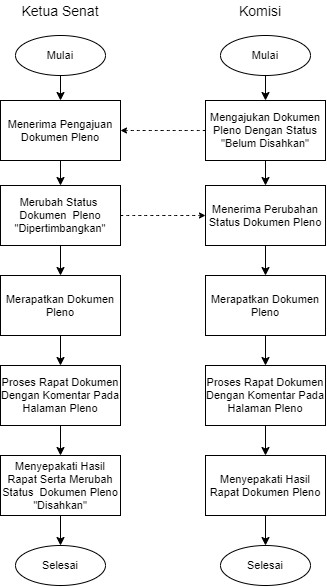 Ketua Senat
Komisi
Mulai
Mulai
Menerima Pengajuan
Dokumen Pleno
Mengajukan Dokumen
Pleno Dengan Status
"Belum Disahkan"
Merubah Status
Dokumen Pleno
"Dipertimbangkan"
Menerima Perubahan
Status Dokumen Pleno
Merapatkan Dokumen
Pleno
Merapatkan Dokumen
Pleno
Proses Rapat Dokumen
Dengan Komentar Pada
Halaman Pleno
Proses Rapat Dokumen
Dengan Komentar Pada
Halaman Pleno
Menyepakati Hasil
Rapat Serta Merubah
Status Dokumen Pleno
"Disahkan"
Menyepakati Hasil
Rapat Dokumen Pleno
Selesai
Selesai